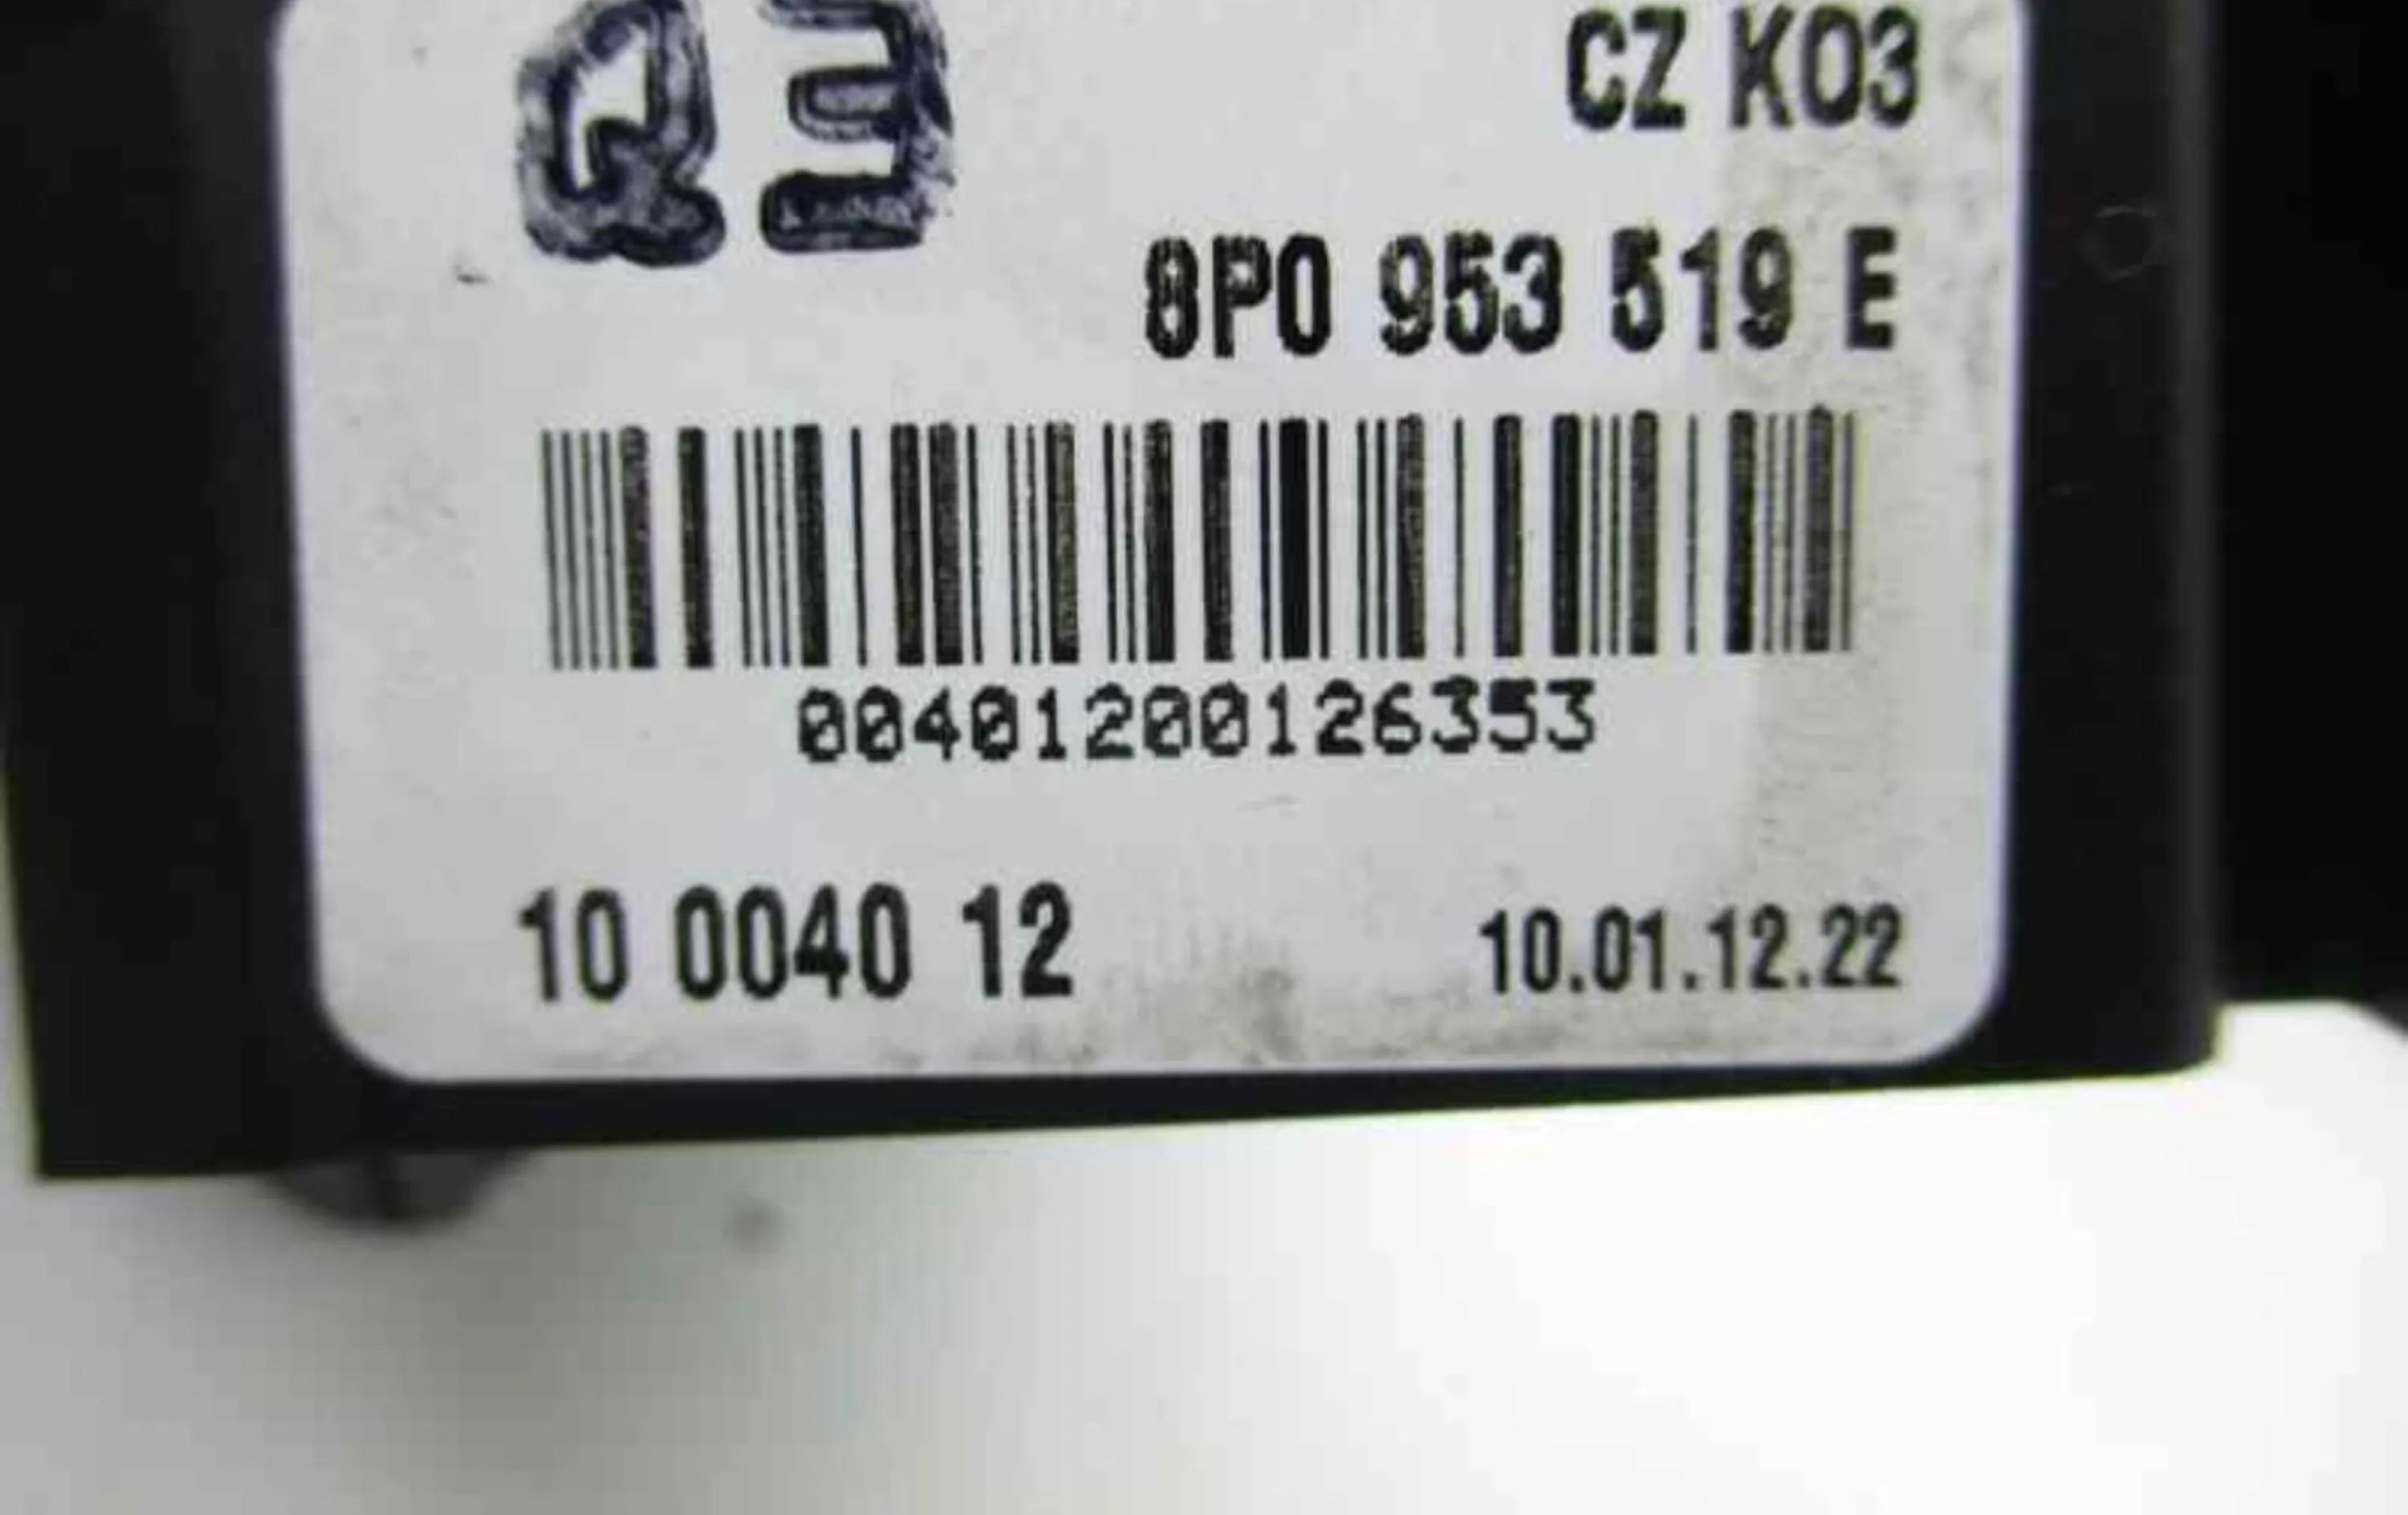 Q3
CZ K03
8P0 953 519 E
00401200126353
10 0040 12
10.01.12.22